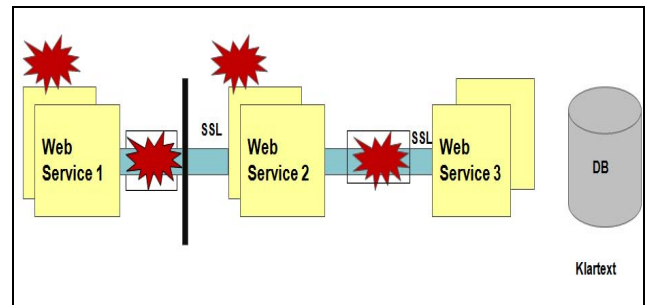 SSL
SSL
Web
Service 1
Web
Service 2
Web
Service 3
DB
Klartext